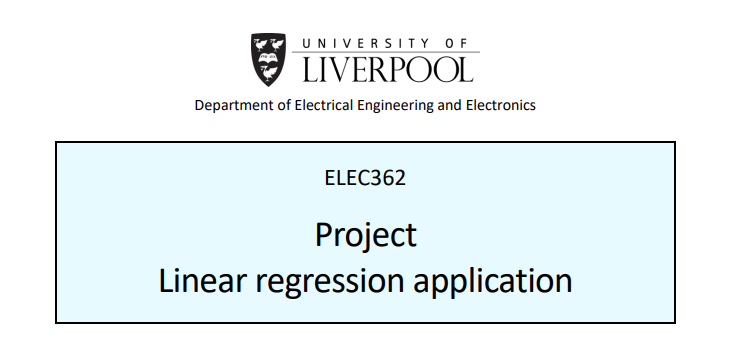 UNIVERSITY OF
LIVERPOOL
Department of Electrical Engineering and Electronics
ELEC362
Project
Linear regression application